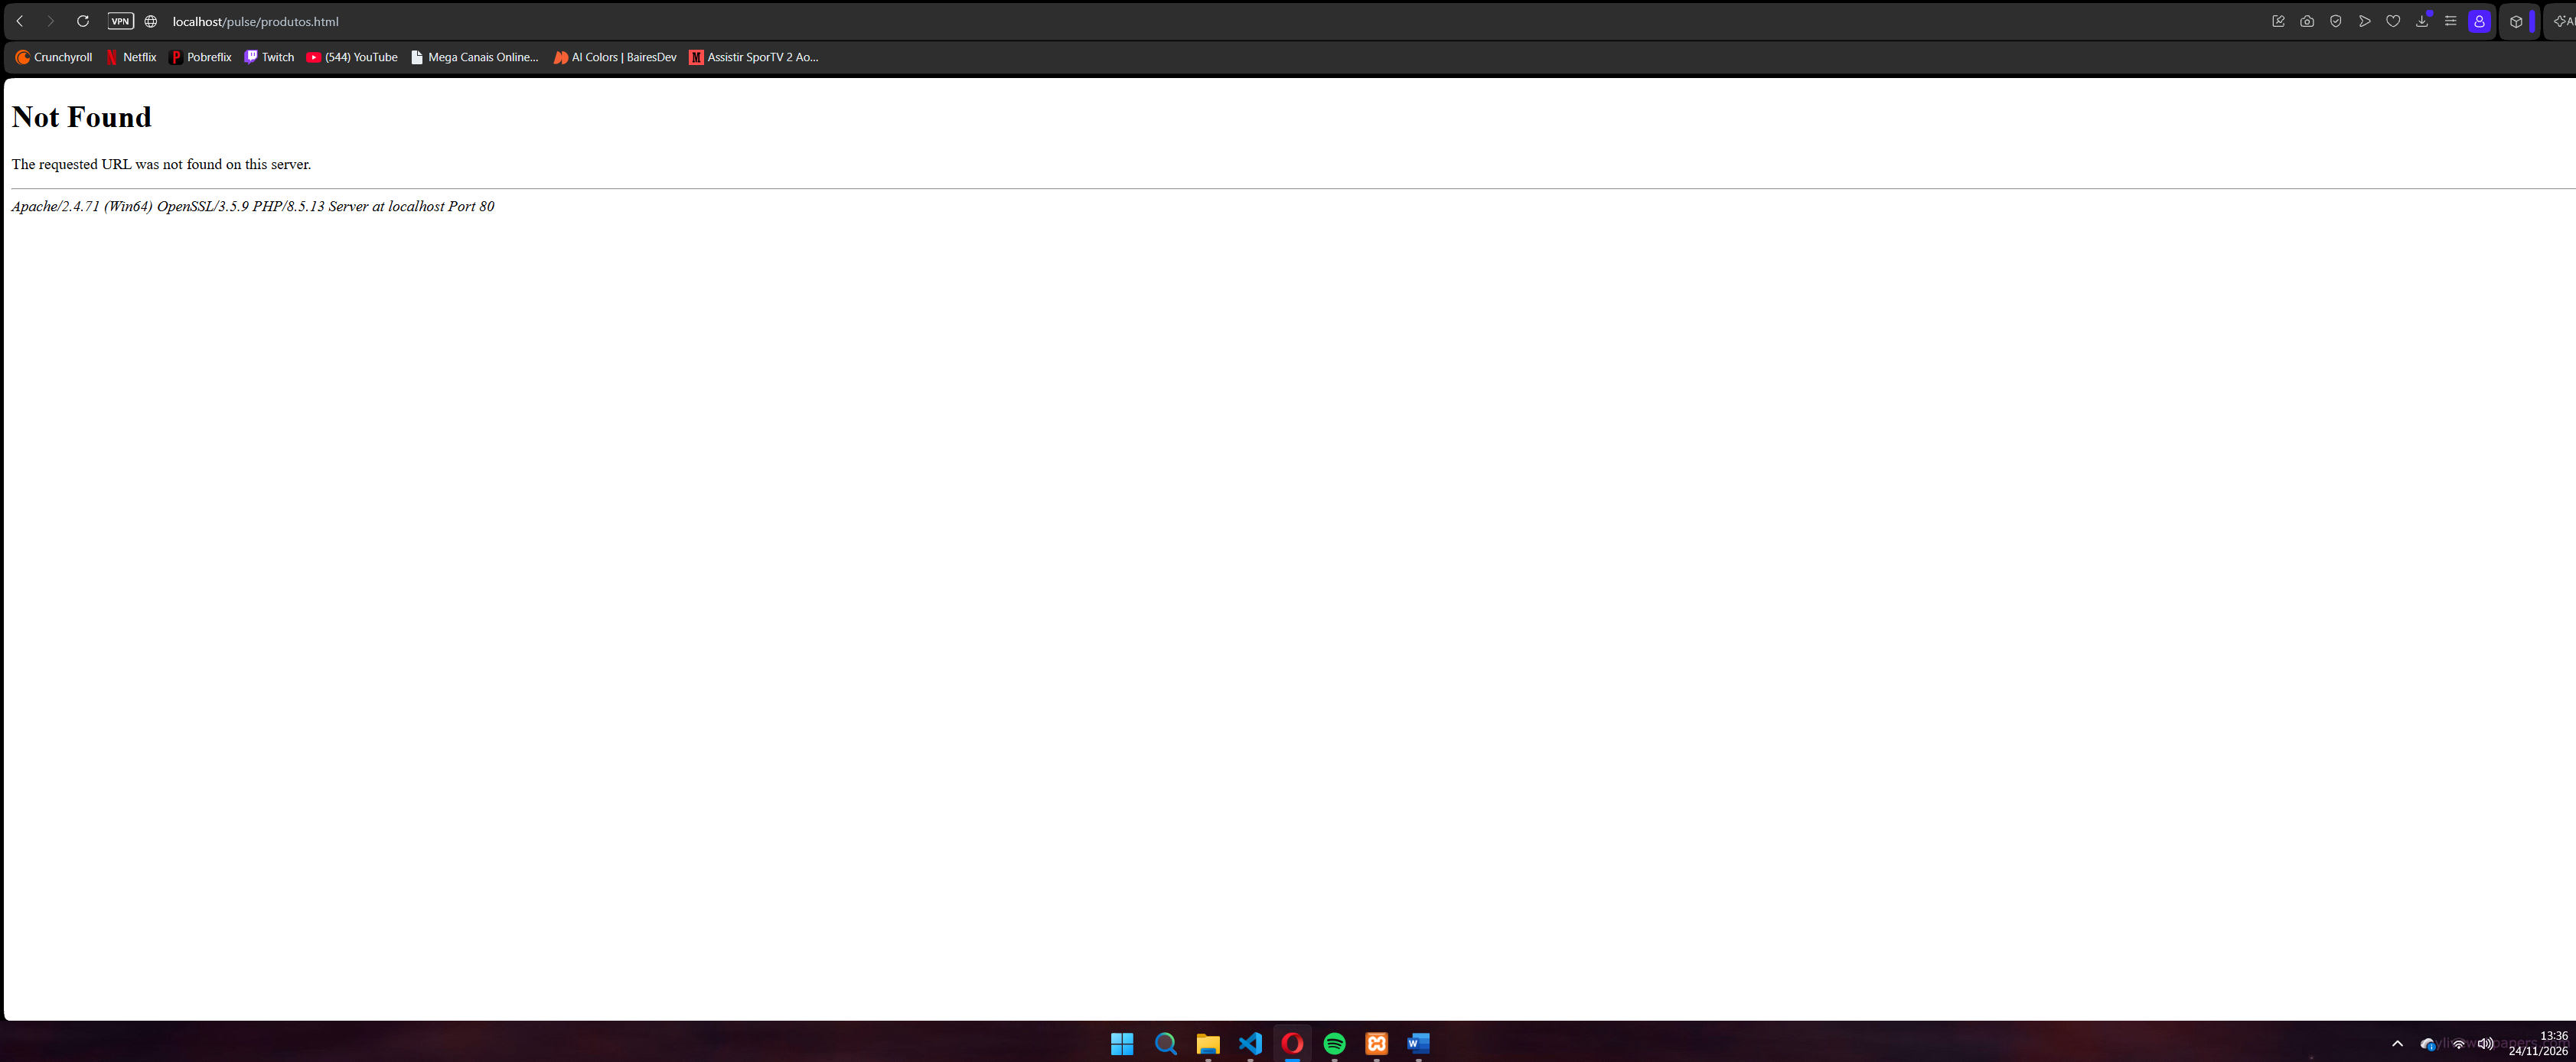 VPN localhost/pulse/produtos.html
Crunchyroll Netflix Pobreflix Twitch (544) YouTube Mega Canais Online... AI Colors | BairesDev Assistir SporTV 2 Ao...
Not Found
The requested URL was not found on this server.
Apache/2.4.71 (Win64) OpenSSL/3.5.9 PHP/8.5.13 Server at localhost Port 80
13:36
24/11/2026